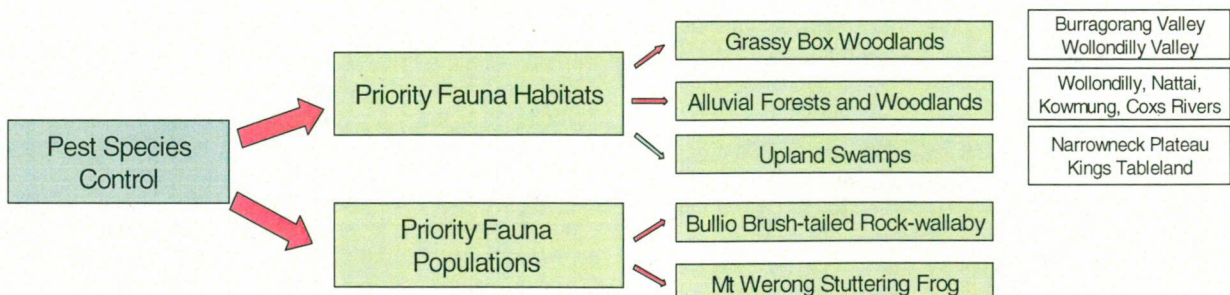 Pest Species
Control
Priority Fauna Habitats
Grassy Box Woodlands
Burragorang Valley
Wollondilly Valley
Alluvial Forests and Woodlands
Wollondilly, Nattai,
Kowmung, Coxs Rivers
Upland Swamps
Narrowneck Plateau
Kings Tableland
Priority Fauna
Populations
Bullio Brush-tailed Rock-wallaby
Mt Werong Stuttering Frog